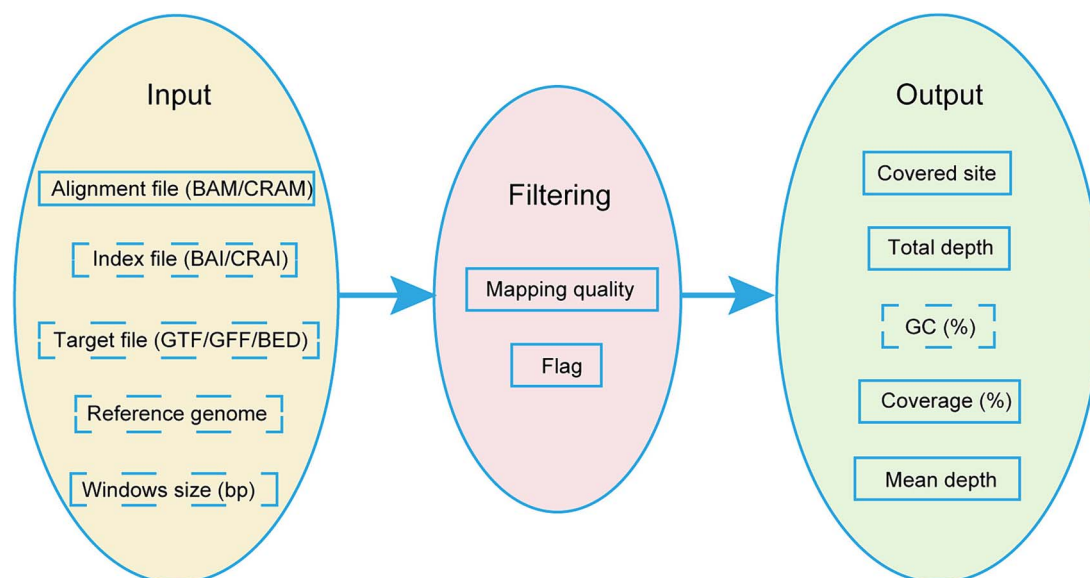 Input
Alignment file (BAM/CRAM)
Index file (BAI/CRAI)
Target file (GTF/GFF/BED)
Reference genome
Windows size (bp)
Filtering
Mapping quality
Flag
Output
Covered site
Total depth
GC (%)
Coverage (%)
Mean depth